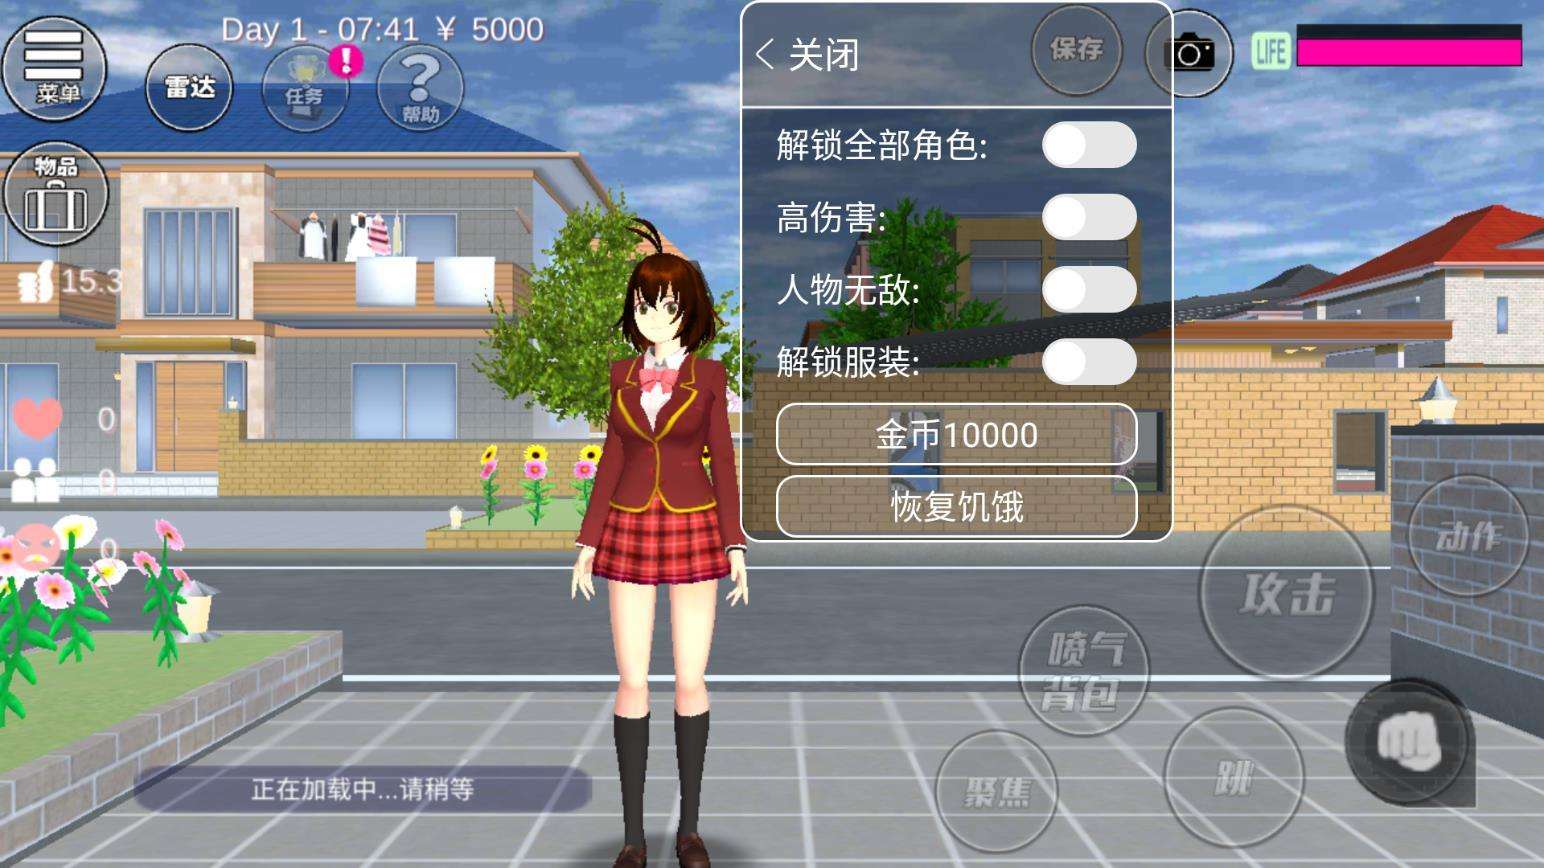 Day 1 - 07:41 ¥ 5000
菜单
雷达
任务
!
?
帮助
物品
15.3
0
0
0
< 关闭
保存
LIFE
解锁全部角色:
高伤害:
人物无敌:
解锁服装:
金币10000
恢复饥饿
动作
攻击
喷气
背包
聚焦
跳
正在加载中...请稍等